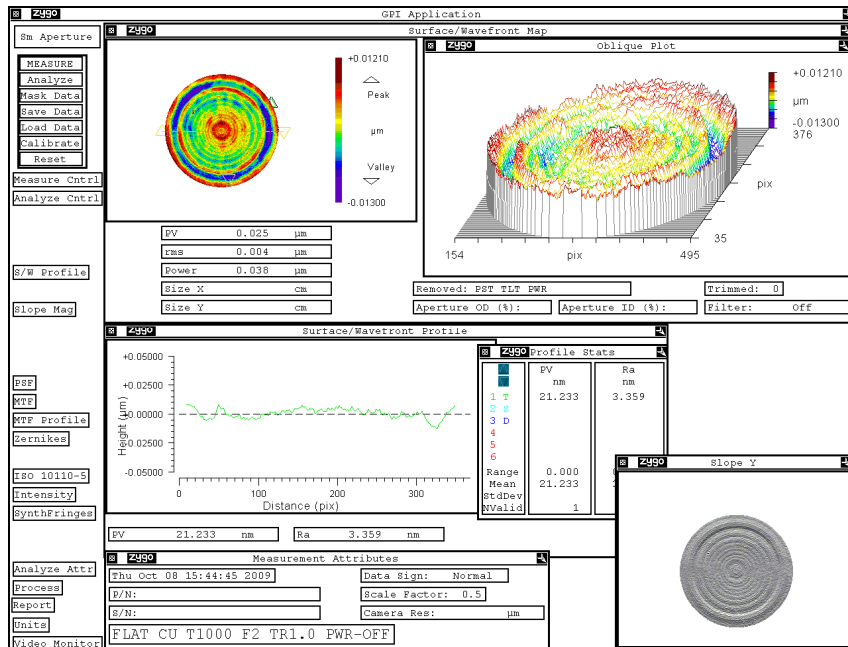 zygo GPI Application
Sm Aperture
MEASURE
Analyze
Mask Data
Save Data
Load Data
Calibrate
Reset
Measure Cntrl
Analyze Cntrl
S/W Profile
Slope Mag
PSF
MTF
MTF Profile
Zernikes
ISO 10110-5
Intensity
SynthFringes
Analyze Attr
Process
Report
Units
Video Monitor
zygo Surface/Wavefront Map
+0.01210
Peak
µm
Valley
-0.01300
PV 0.025 µm
rms 0.004 µm
Power 0.038 µm
Size X cm
Size Y cm
zygo Oblique Plot
+0.01210
µm
-0.01300
376
pix
35
154 pix 495
Removed: PST TLT PWR
Trimmed: 0
Aperture OD (%):
Aperture ID (%):
Filter: Off
zygo Surface/Wavefront Profile
+0.05000
+0.02500
+0.00000
-0.02500
-0.05000
Height (µm)
0 100 200 300
Distance (pix)
PV 21.233 nm
Ra 3.359 nm
zygo Profile Stats
PV Ra
nm nm
1 T 21.233 3.359
2 S
3 D
4
5
6
Range 0.000
Mean 21.233
StdDev
NValid 1
zygo Slope Y
zygo Measurement Attributes
Thu Oct 08 15:44:45 2009
Data Sign: Normal
P/N:
Scale Factor: 0.5
S/N:
Camera Res: µm
FLAT CU T1000 F2 TR1.0 PWR-OFF